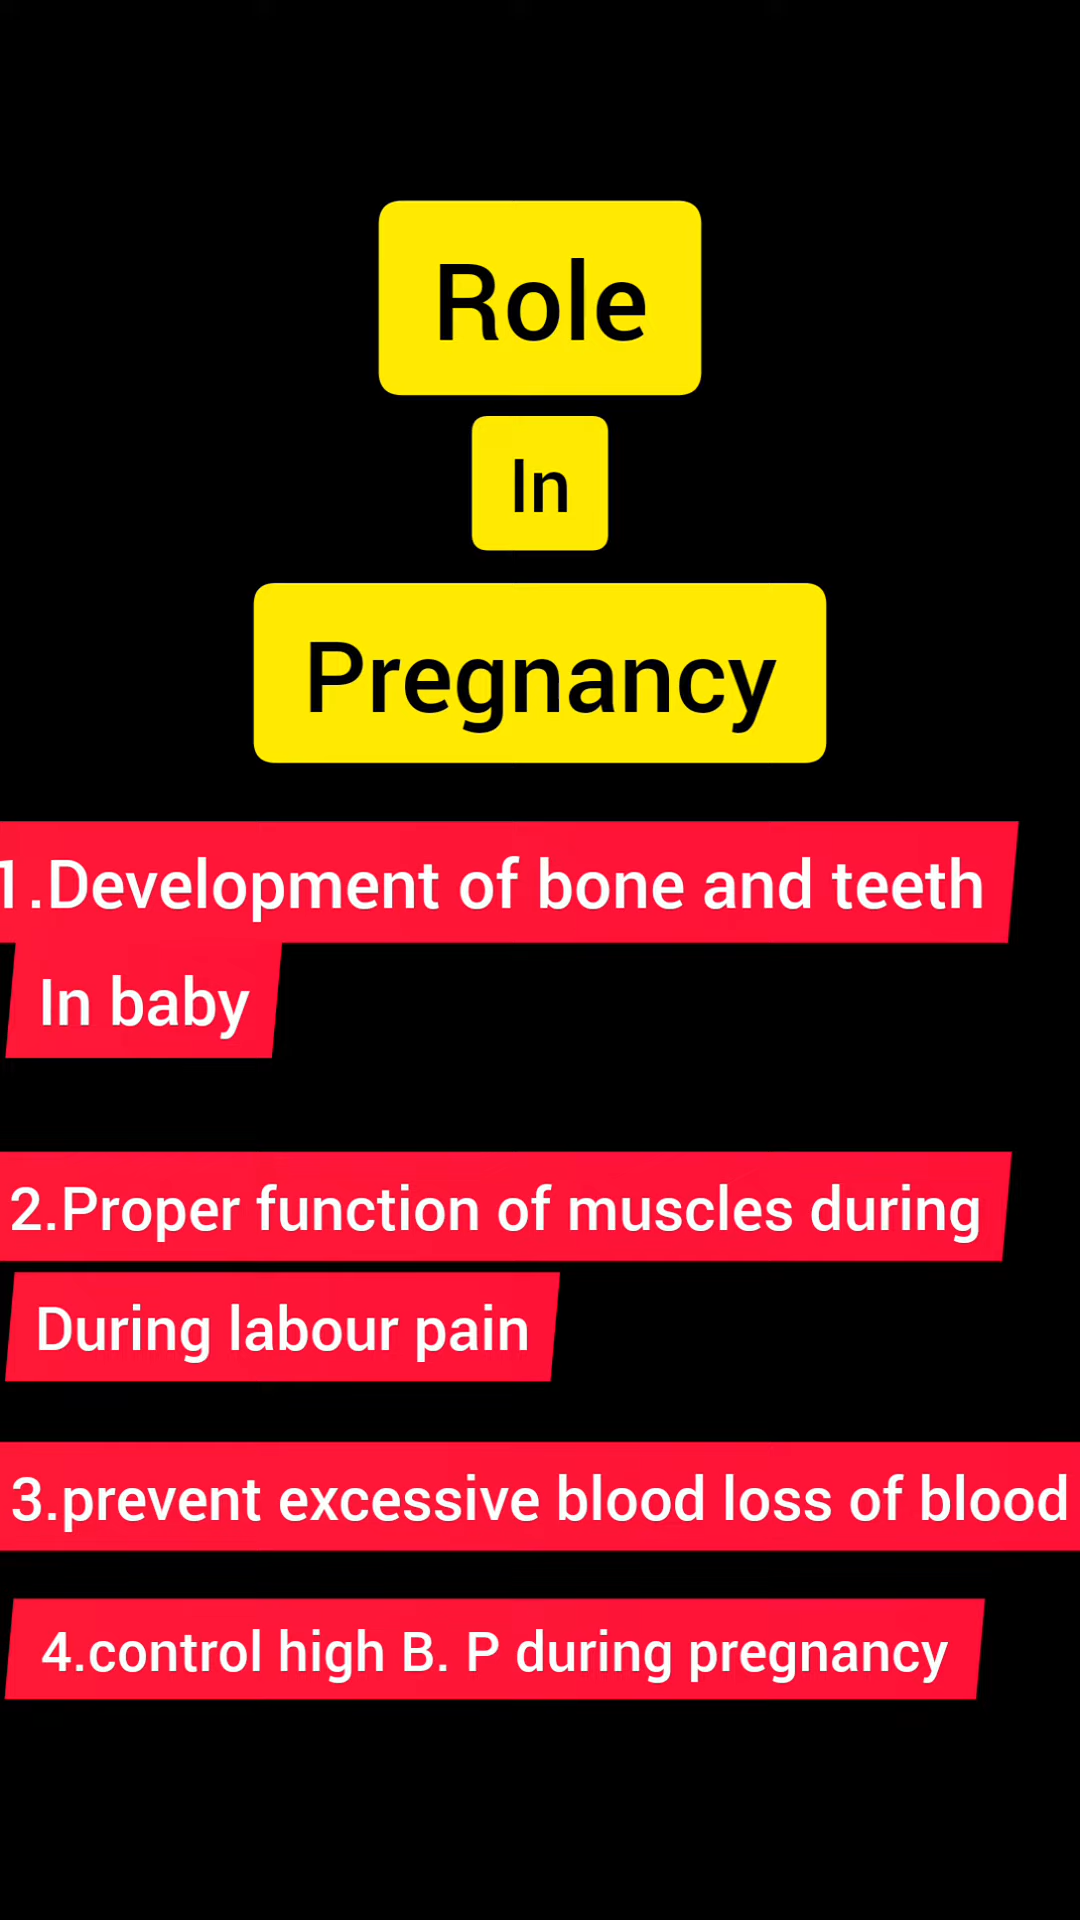 Role
In
Pregnancy
1.Development of bone and teeth
In baby
2.Proper function of muscles during
During labour pain
3.prevent excessive blood loss of blood
4.control high B. P during pregnancy